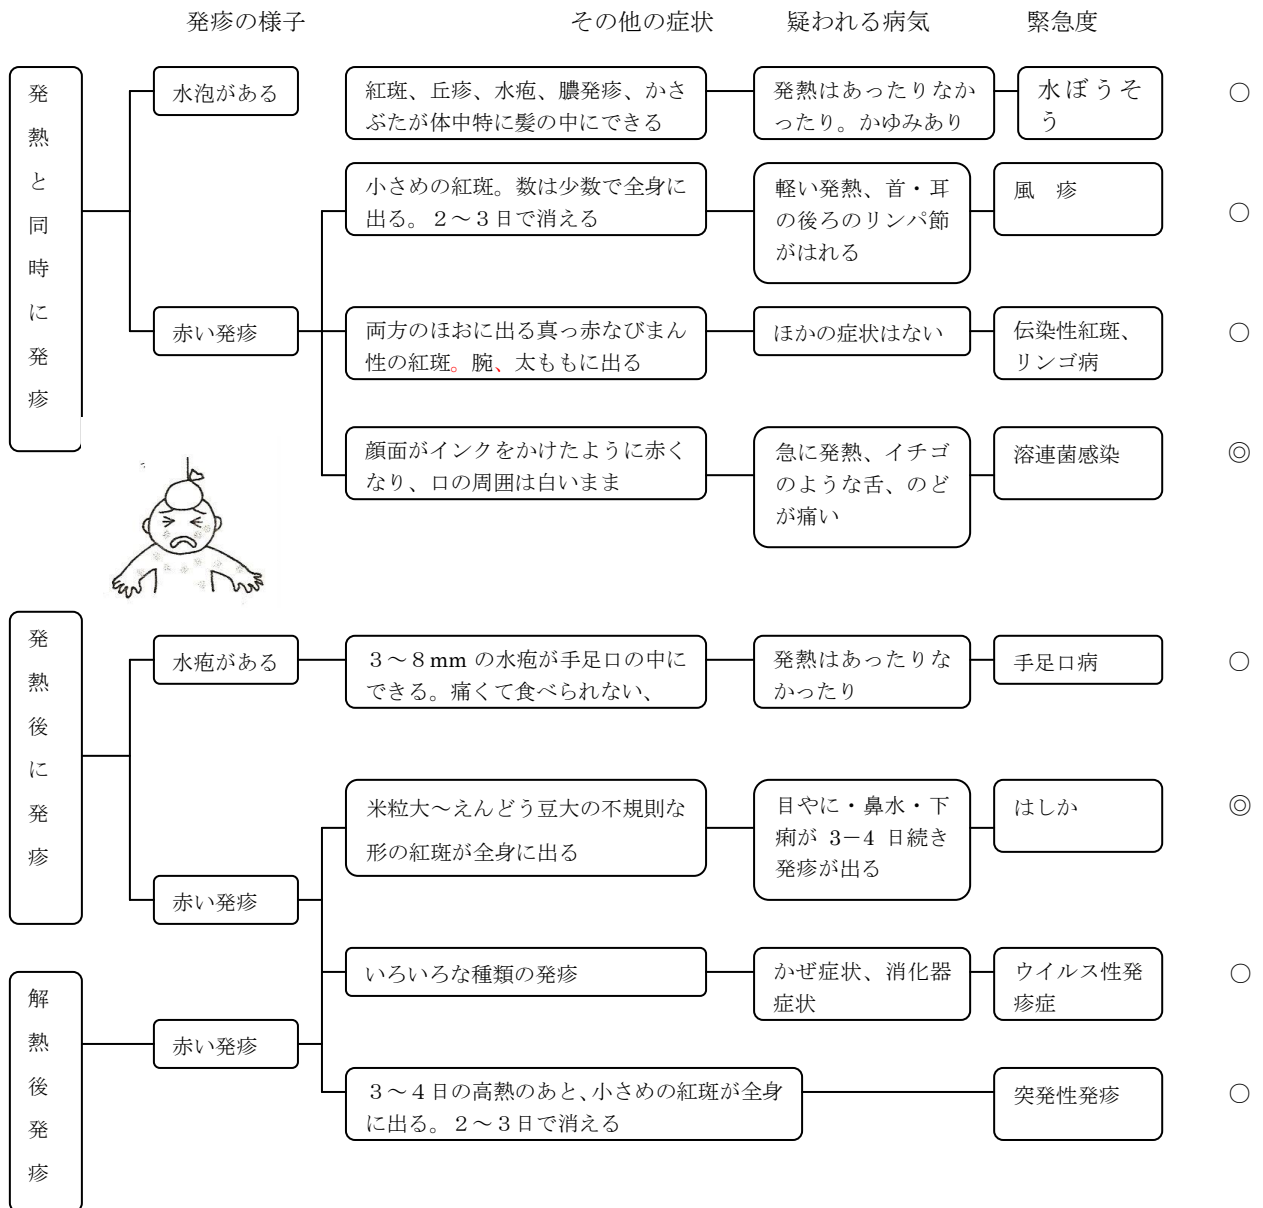 発疹の様子 その他の症状 疑われる病気 緊急度
発熱と同時に発疹
水泡がある
紅斑、丘疹、水疱、膿発疹、かさ
ぶたが体中特に髪の中にできる
発熱はあったりなか
ったり。かゆみあり
水ぼうそ
う
○
小さめの紅斑。数は少数で全身に
出る。２～３日で消える
軽い発熱、首・耳
の後ろのリンパ節
がはれる
風　疹
○
赤い発疹
両方のほおに出る真っ赤なびまん
性の紅斑。腕、太ももに出る
ほかの症状はない
伝染性紅斑、
リンゴ病
○
顔面がインクをかけたように赤く
なり、口の周囲は白いまま
急に発熱、イチゴ
のような舌、のど
が痛い
溶連菌感染
◎
発熱後に発疹
水疱がある
３～８mm の水疱が手足口の中に
できる。痛くて食べられない、
発熱はあったりな
かったり
手足口病
○
赤い発疹
米粒大～えんどう豆大の不規則な
形の紅斑が全身に出る
目やに・鼻水・下
痢が 3－4 日続き
発疹が出る
はしか
◎
いろいろな種類の発疹
かぜ症状、消化器
症状
ウイルス性発
疹症
○
解熱後発疹
赤い発疹
３～４日の高熱のあと、小さめの紅斑が全身
に出る。２～３日で消える
突発性発疹
○